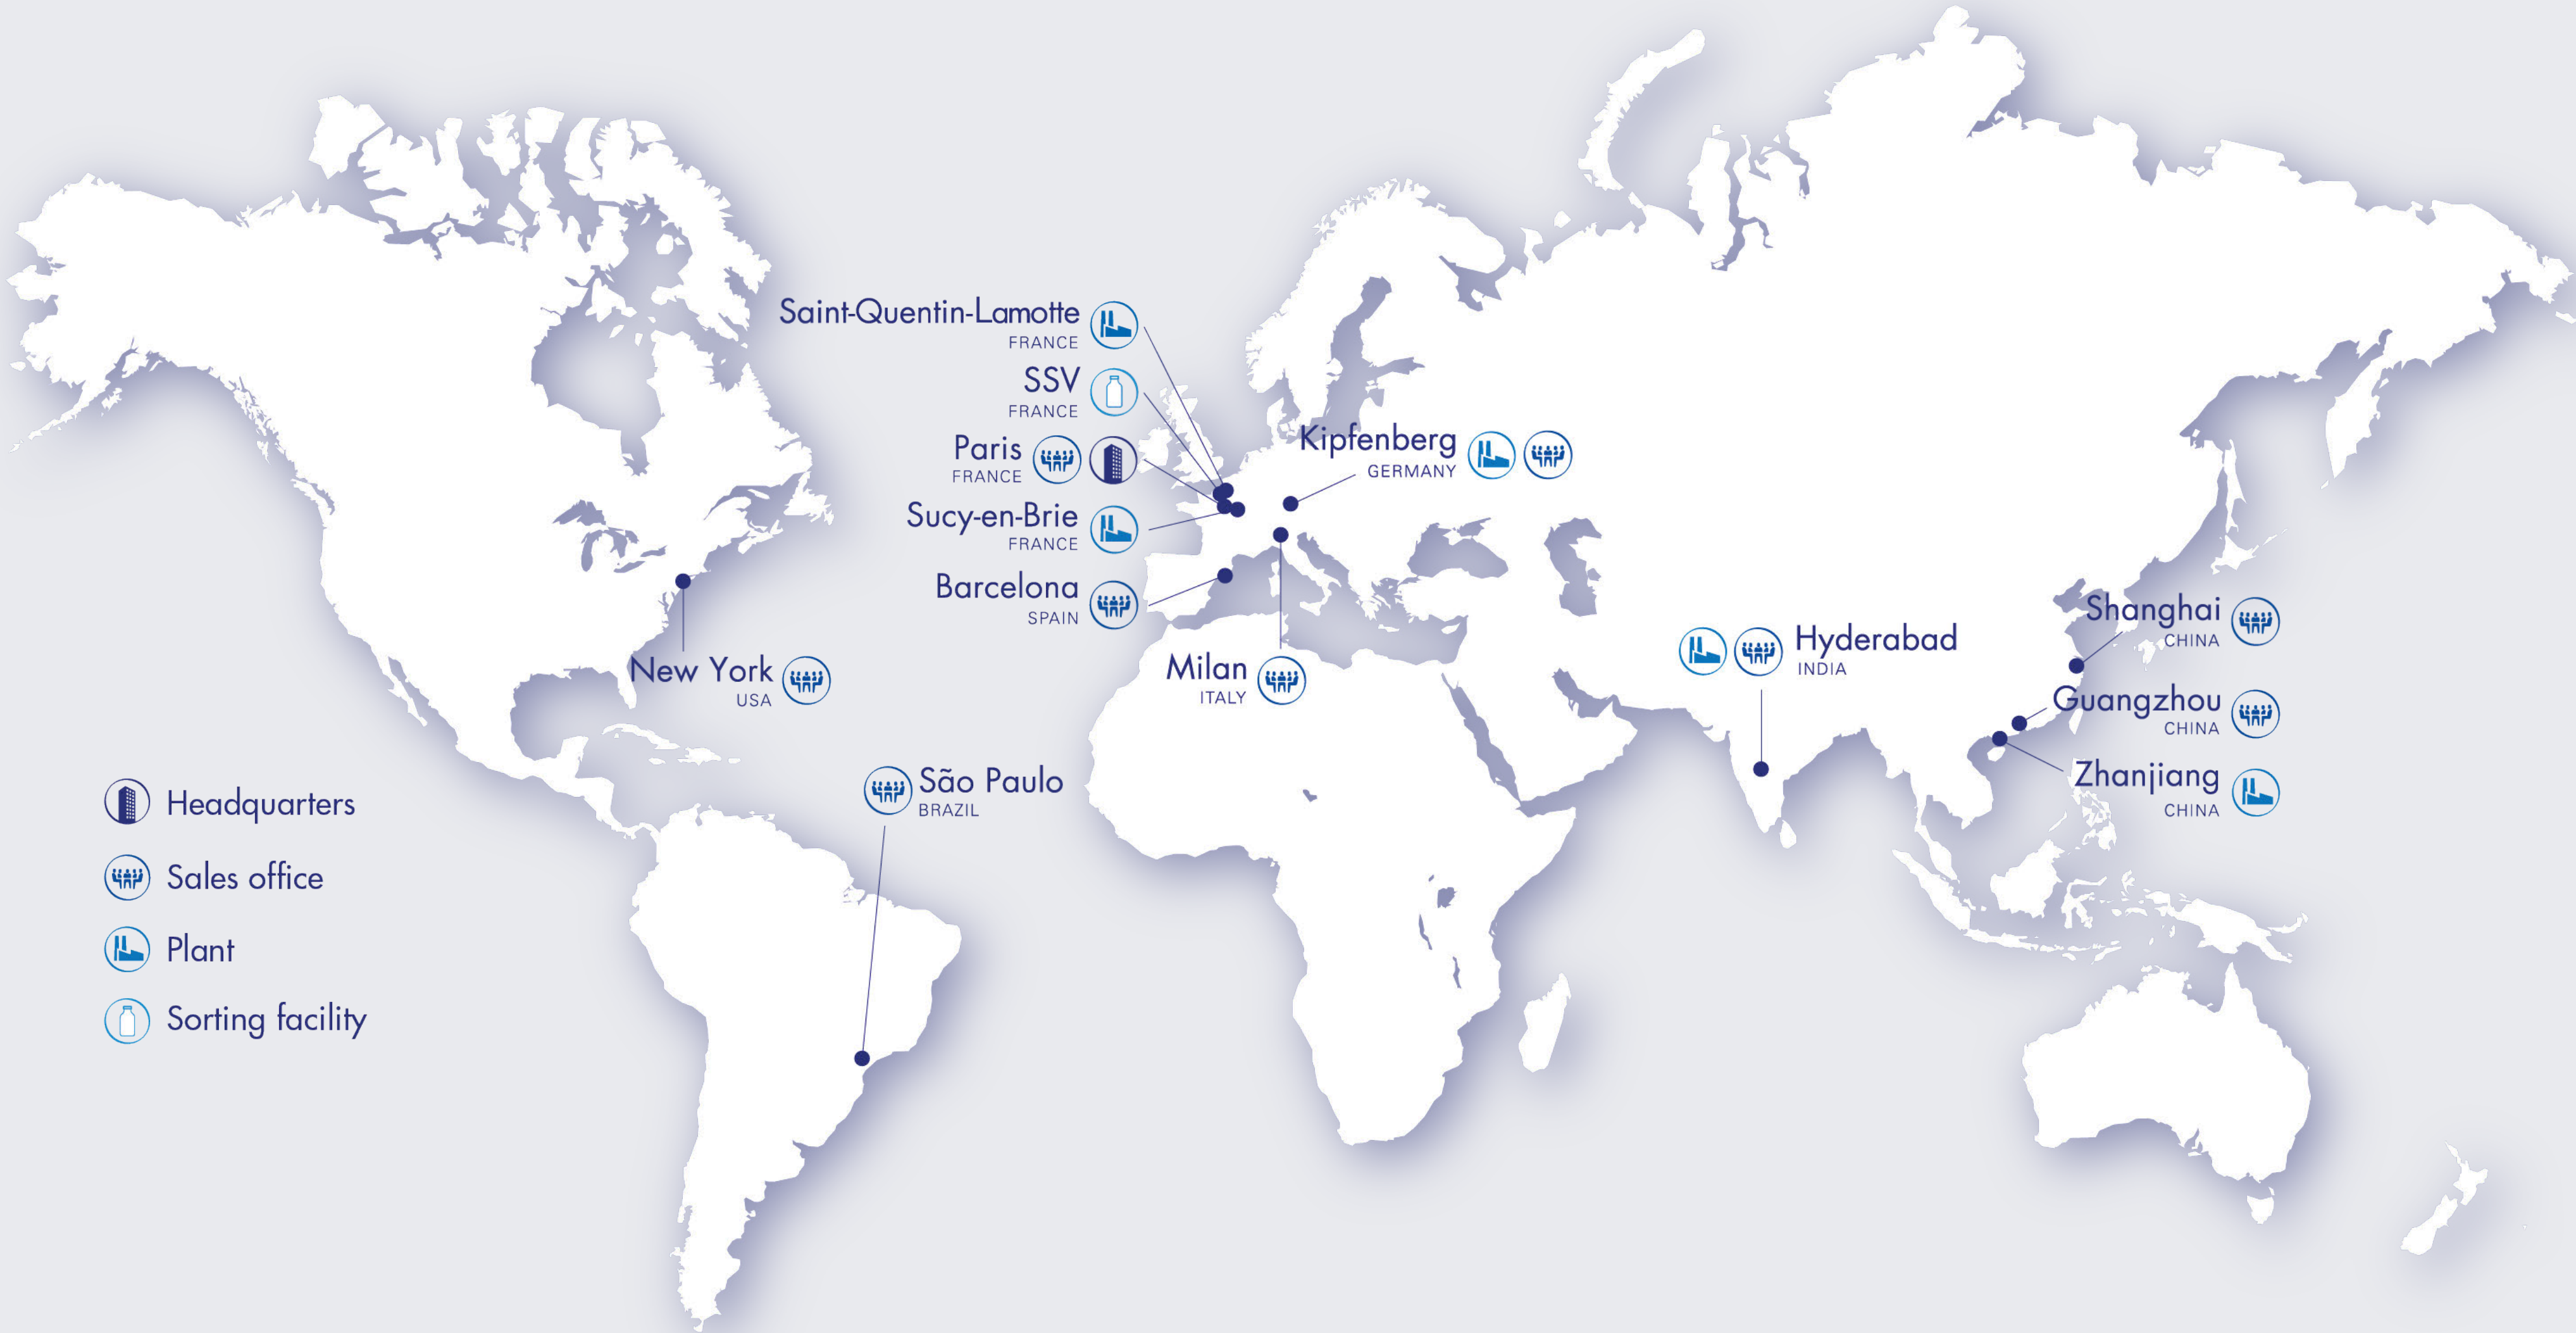 Saint-Quentin-Lamotte
FRANCE
SSV
FRANCE
Paris
FRANCE
Sucy-en-Brie
FRANCE
Barcelona
SPAIN
Kipfenberg
GERMANY
Milan
ITALY
New York
USA
São Paulo
BRAZIL
Hyderabad
INDIA
Shanghai
CHINA
Guangzhou
CHINA
Zhanjiang
CHINA
Headquarters
Sales office
Plant
Sorting facility